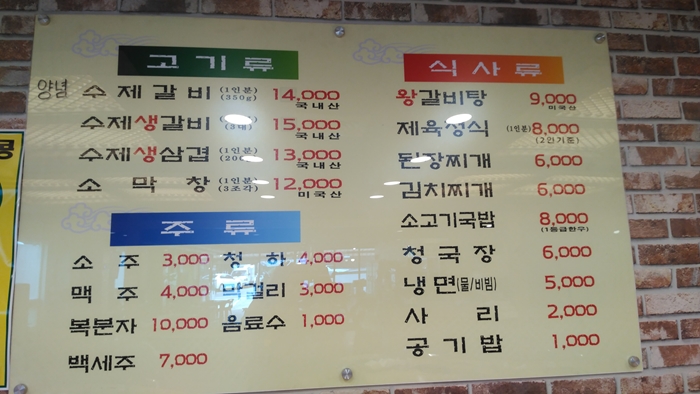 고기류
양념 수제갈비 (1인분) (350g) 14,000
국내산
수제생갈비 15,000
국내산
수제생삼겹 (1인분) 13,000
국내산
소막창 (1인분) (3조각) 12,000
미국산
주류
소주 3,000 청하 4,000
맥주 4,000 막걸리 3,000
복분자 10,000 음료수 1,000
백세주 7,000
식사류
왕갈비탕 9,000
미국산
제육정식 (1인분) 8,000
(2인기준)
된장찌개 6,000
김치찌개 6,000
소고기국밥 8,000
(1등급한우)
청국장 6,000
냉면(물/비빔) 5,000
사리 2,000
공기밥 1,000